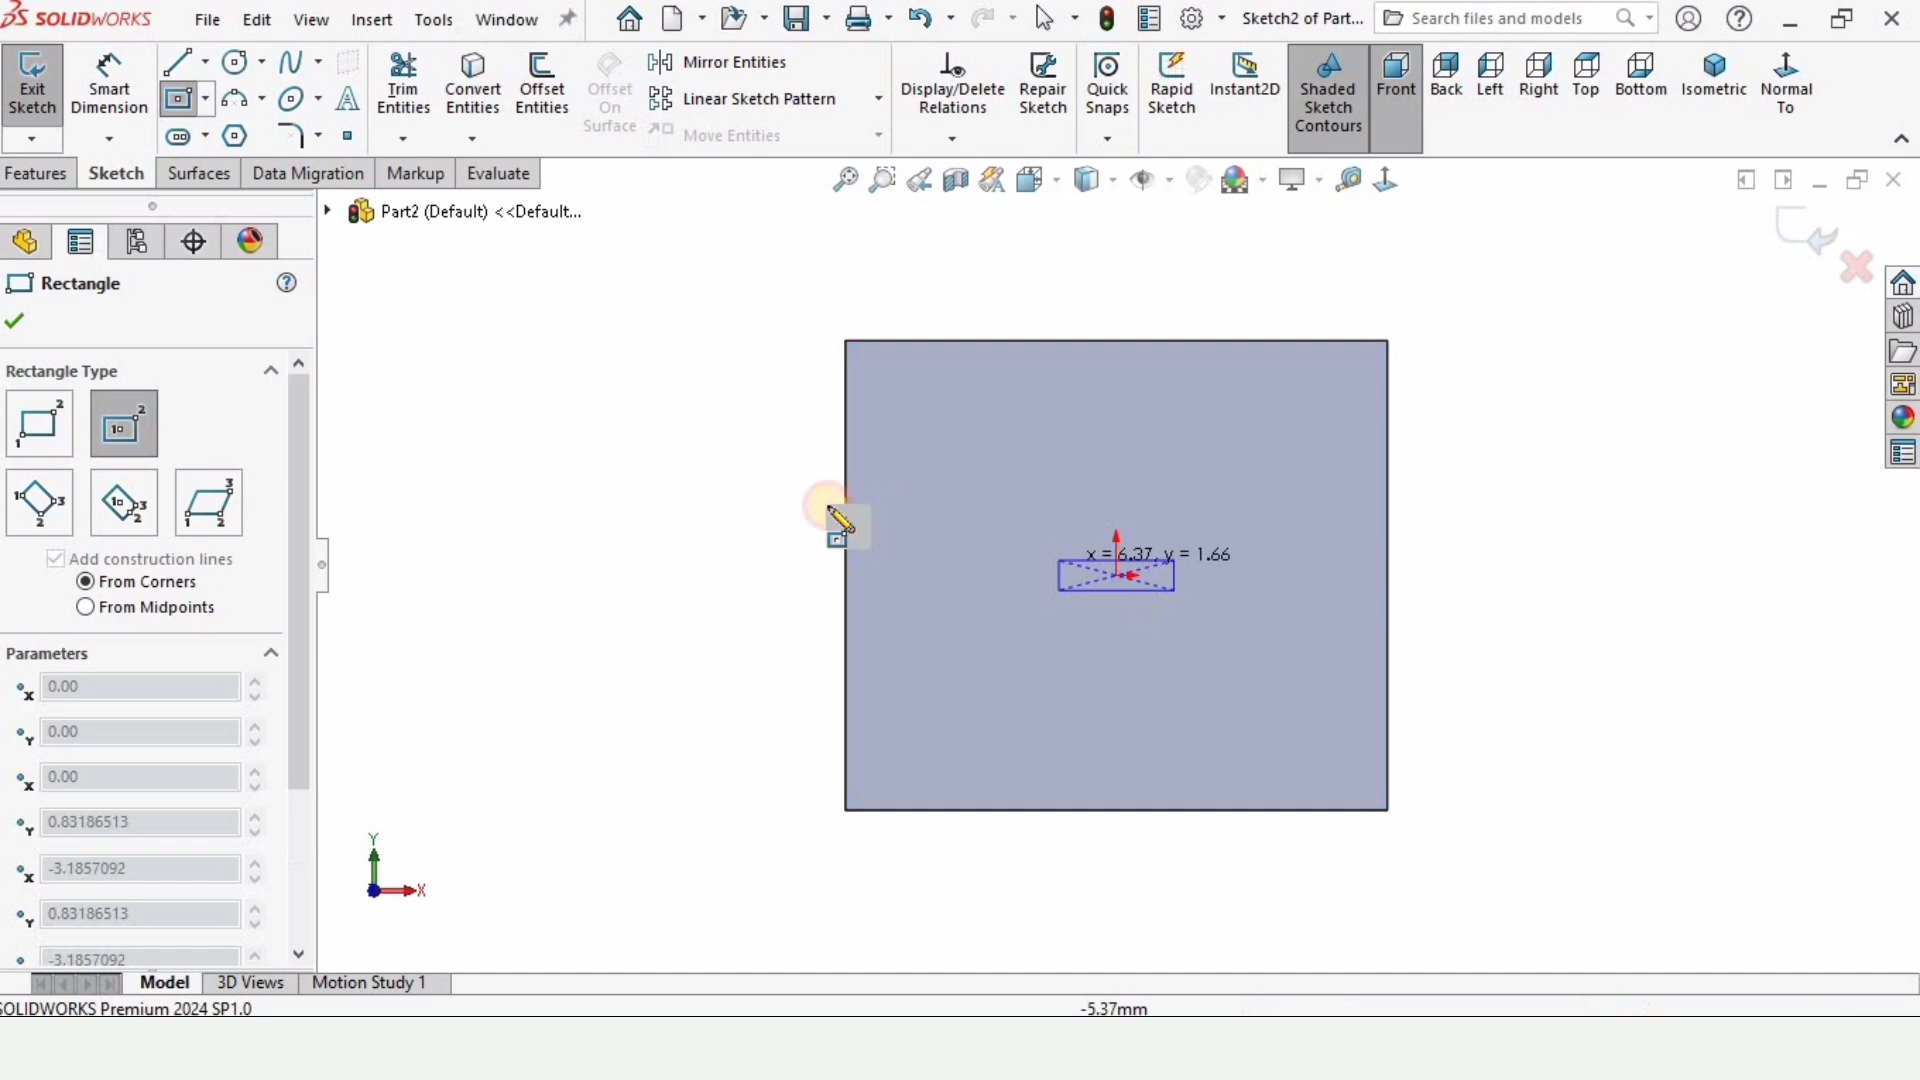 SOLIDWORKS
File Edit View Insert Tools Window
Sketch2 of Part...
Search files and models
Exit Sketch
Smart Dimension
Trim Entities
Convert Entities
Offset Entities
Offset On Surface
Mirror Entities
Linear Sketch Pattern
Move Entities
Display/Delete Relations
Repair Sketch
Quick Snaps
Rapid Sketch
Instant2D
Shaded Sketch Contours
Front
Back
Left
Right
Top
Bottom
Isometric
Normal To
Features Sketch Surfaces Data Migration Markup Evaluate
Part2 (Default) <<Default...
Rectangle
Rectangle Type
Add construction lines
From Corners
From Midpoints
Parameters
0.00
0.00
0.00
0.83186513
-3.1857092
0.83186513
-3.1857092
x = 6.37, y = 1.66
Y
X
Model 3D Views Motion Study 1
SOLIDWORKS Premium 2024 SP1.0
-5.37mm